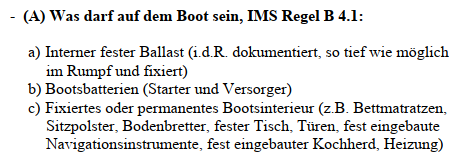 - (A) Was darf auf dem Boot sein, IMS Regel B 4.1:
a) Interner fester Ballast (i.d.R. dokumentiert, so tief wie möglich
im Rumpf und fixiert)
b) Bootsbatterien (Starter und Versorger)
c) Fixiertes oder permanentes Bootsinterieur (z.B. Bettmatratzen,
Sitzpolster, Bodenbretter, fester Tisch, Türen, fest eingebaute
Navigationsinstrumente, fest eingebauter Kochherd, Heizung)